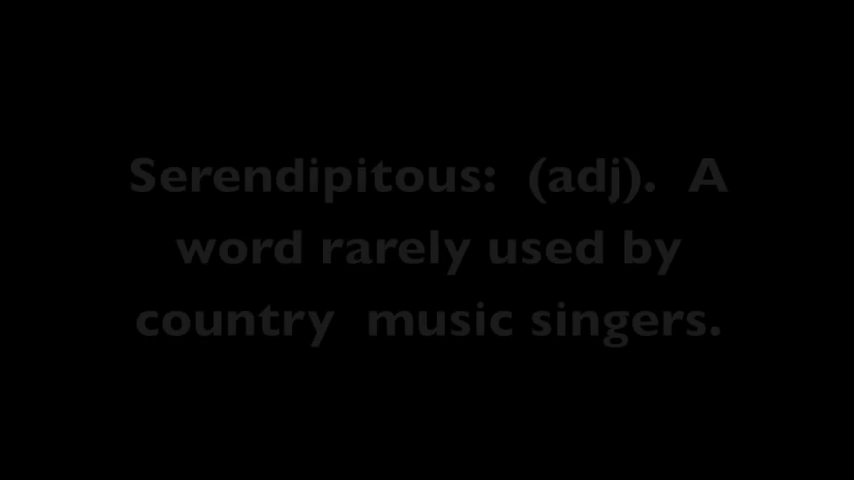 Serendipitous:  (adj).  A
word rarely used by
country  music singers.